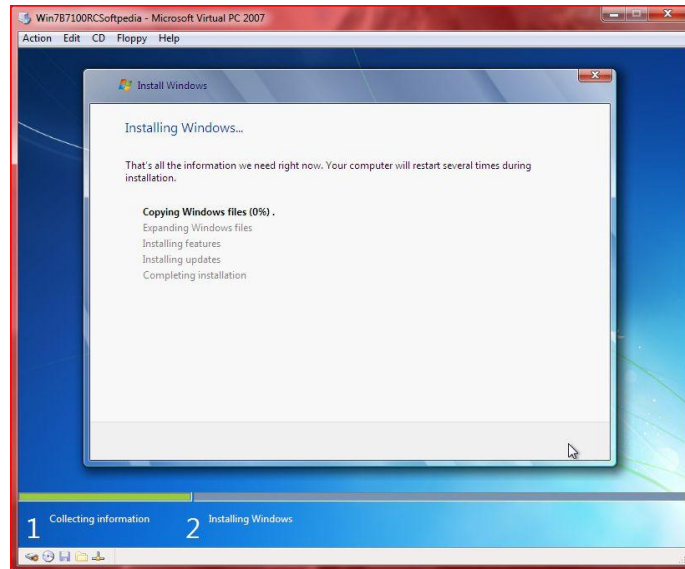 Win7B7100RCSoftpedia - Microsoft Virtual PC 2007
Action Edit CD Floppy Help
Install Windows
Installing Windows...
That's all the information we need right now. Your computer will restart several times during
installation.
Copying Windows files (0%) .
Expanding Windows files
Installing features
Installing updates
Completing installation
1 Collecting information 2 Installing Windows